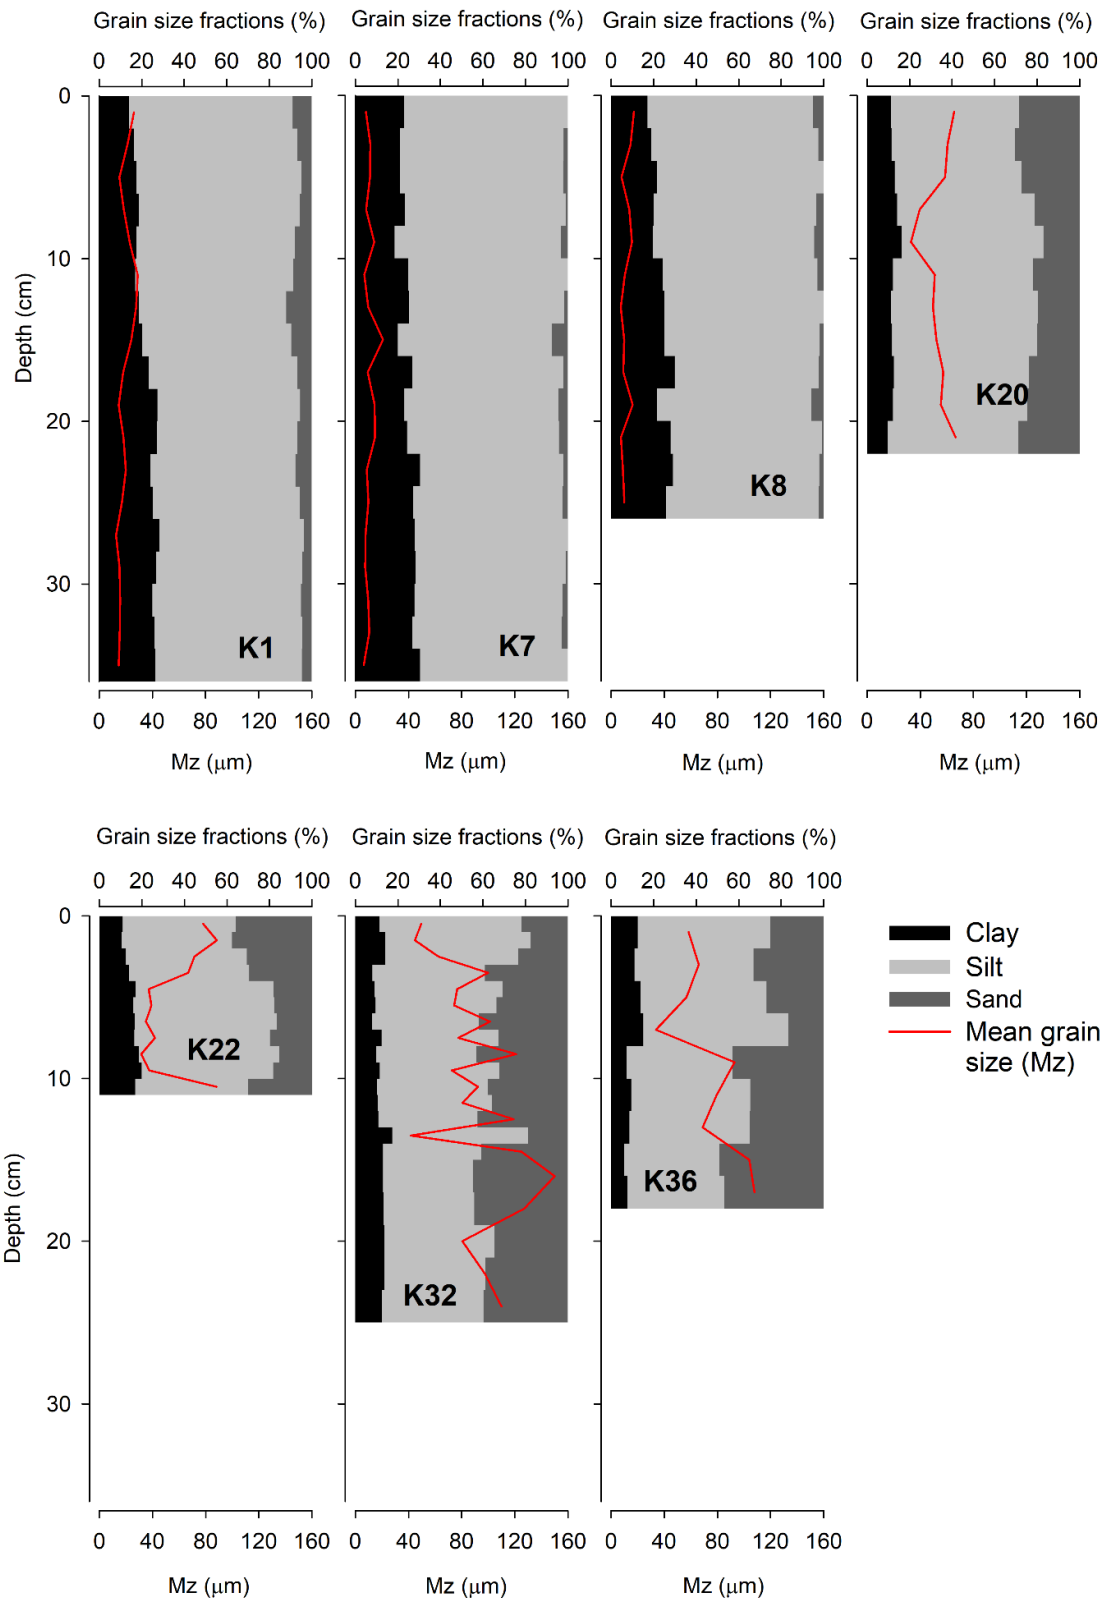 Grain size fractions (%) Grain size fractions (%) Grain size fractions (%) Grain size fractions (%)
0 20 40 60 80 100 0 20 40 60 80 100 0 20 40 60 80 100 0 20 40 60 80 100
0
10
Depth (cm)
K20
20
K8
30
K1 K7
0 40 80 120 160 0 40 80 120 160 0 40 80 120 160 0 40 80 120 160
Mz (μm) Mz (μm) Mz (μm) Mz (μm)
Grain size fractions (%) Grain size fractions (%) Grain size fractions (%)
0 20 40 60 80 100 0 20 40 60 80 100 0 20 40 60 80 100
0
Clay
Silt
Sand
Mean grain
size (Mz)
K22
10
K36
Depth (cm)
20
K32
30
0 40 80 120 160 0 40 80 120 160 0 40 80 120 160
Mz (μm) Mz (μm) Mz (μm)